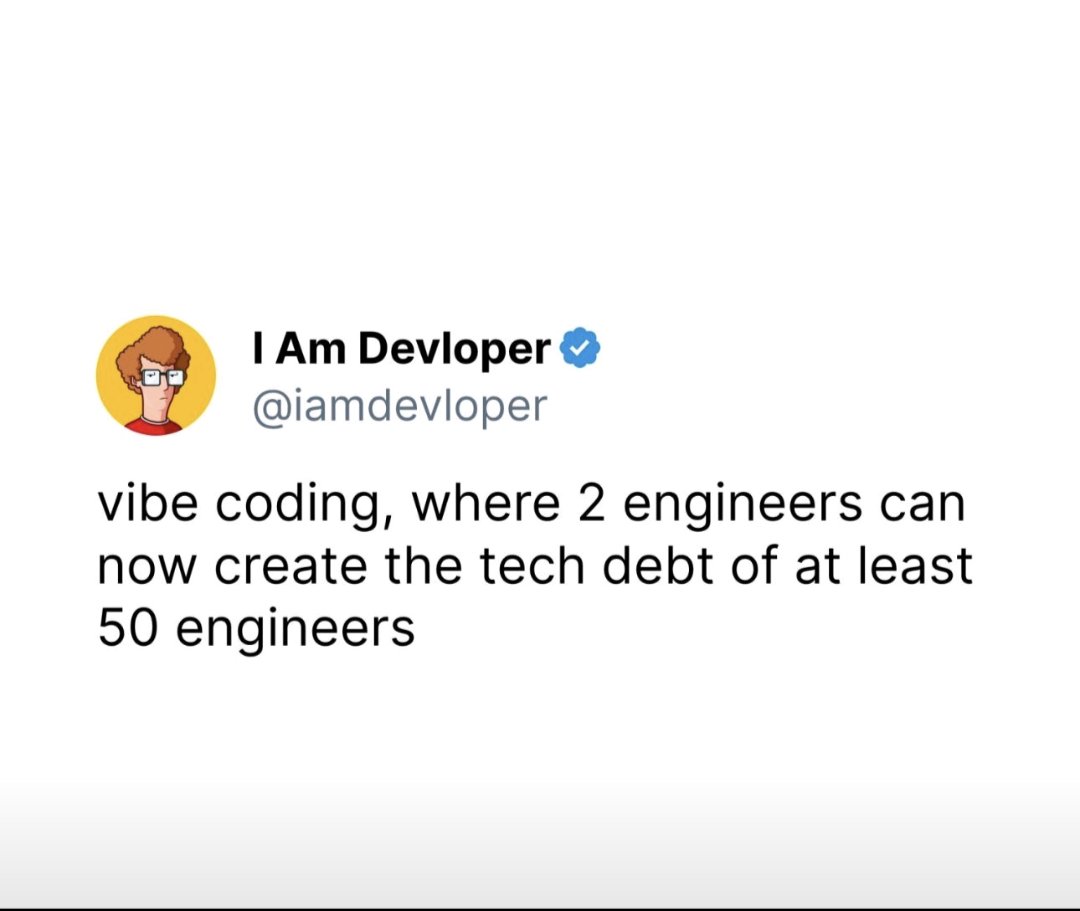 I Am Devloper
@iamdevloper
vibe coding, where 2 engineers can
now create the tech debt of at least
50 engineers